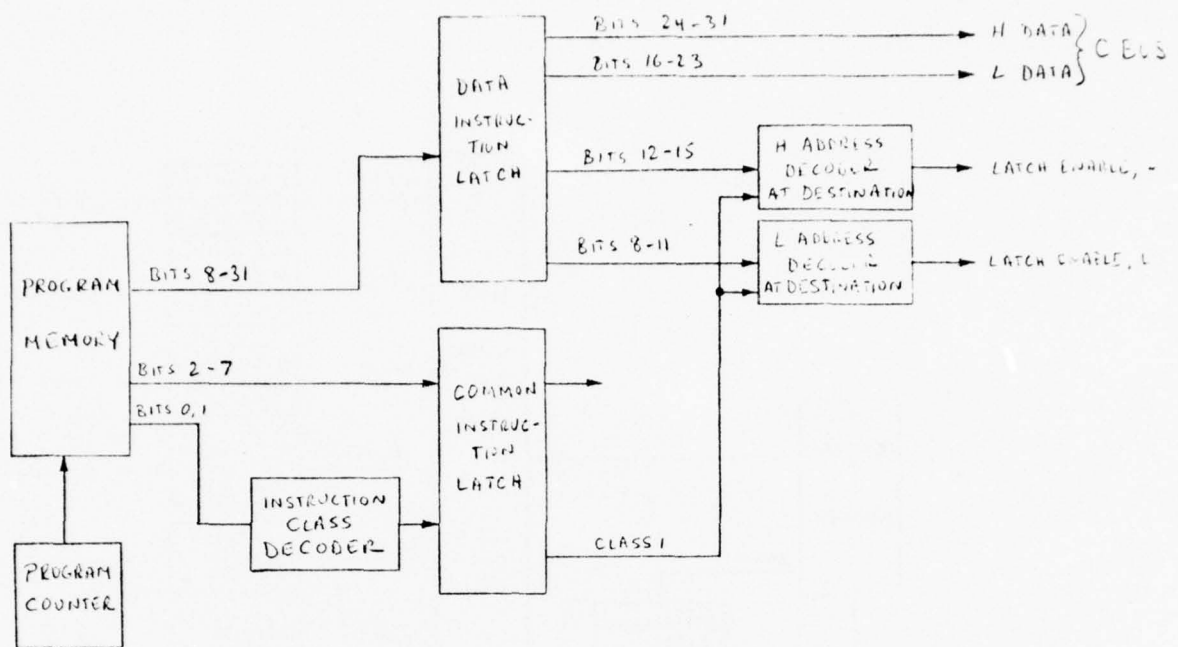 BITS 24-31
H DATA
BITS 16-23
L DATA
DATA
INSTRUC-
TION
LATCH
BITS 12-15
H ADDRESS
DECODER
AT DESTINATION
LATCH ENABLE, -
BITS 8-11
L ADDRESS
DECODER
AT DESTINATION
LATCH ENABLE, L
PROGRAM
MEMORY
BITS 8-31
BITS 2-7
BITS 0,1
COMMON
INSTRUC-
TION
LATCH
INSTRUCTION
CLASS
DECODER
CLASS 1
PROGRAM
COUNTER